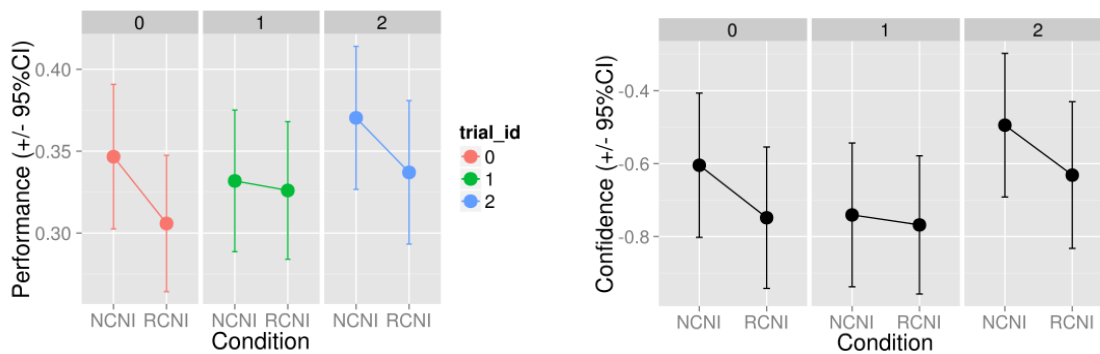 0 1 2
Performance (+/- 95%CI)
0.40
0.35
0.30
NCNI RCNI NCNI RCNI NCNI RCNI
Condition
trial_id
0
1
2
0 1 2
Confidence (+/- 95%CI)
-0.4
-0.6
-0.8
NCNI RCNI NCNI RCNI NCNI RCNI
Condition